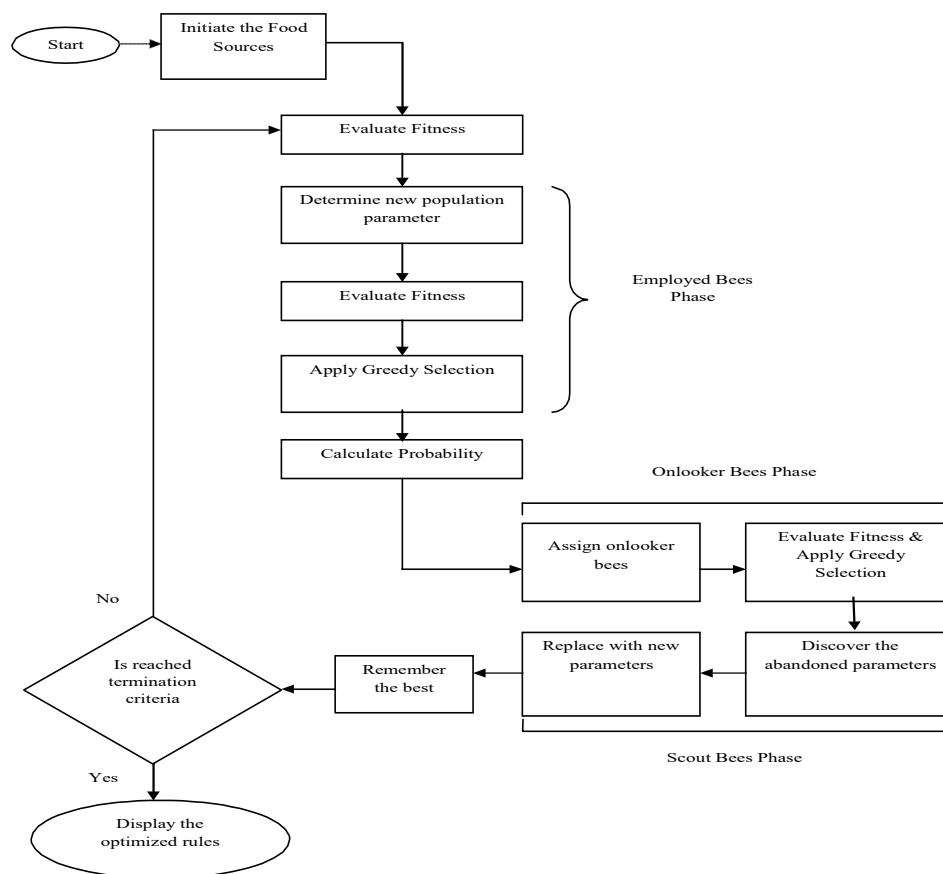 Start
Initiate the Food
Sources
Evaluate Fitness
Determine new population
parameter
Evaluate Fitness
Employed Bees
Phase
Apply Greedy Selection
Calculate Probability
Onlooker Bees Phase
Assign onlooker
bees
Evaluate Fitness &
Apply Greedy
Selection
Discover the
abandoned parameters
Replace with new
parameters
Scout Bees Phase
Remember
the best
No
Is reached
termination
criteria
Yes
Display the
optimized rules